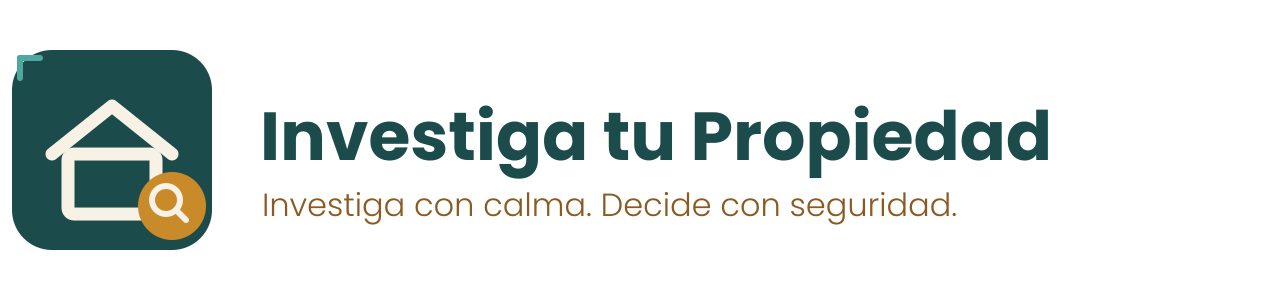 Investiga tu Propiedad
Investiga con calma. Decide con seguridad.